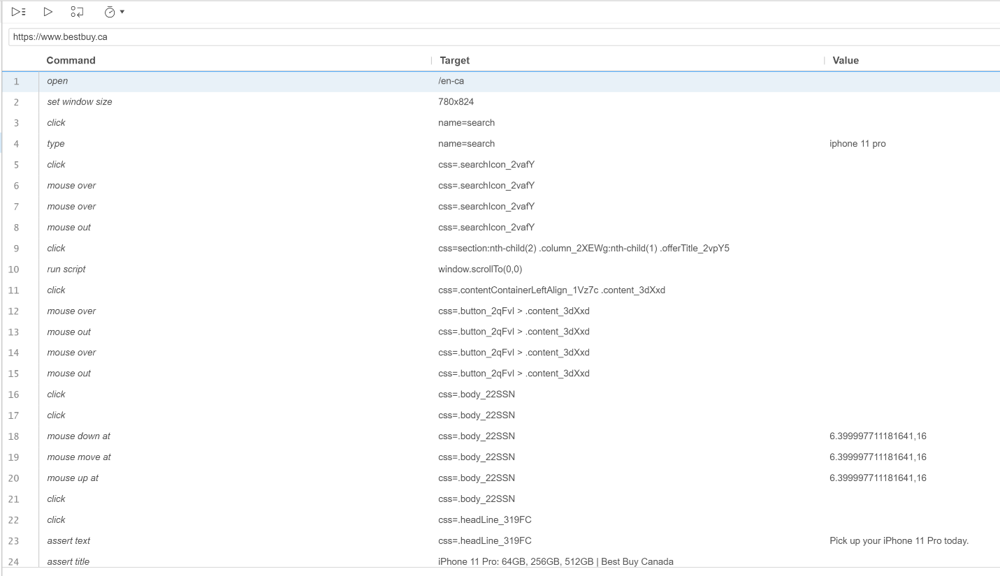 https://www.bestbuy.ca
Command Target Value
1 open /en-ca
2 set window size 780x824
3 click name=search
4 type name=search iphone 11 pro
5 click css=.searchIcon_2vafY
6 mouse over css=.searchIcon_2vafY
7 mouse over css=.searchIcon_2vafY
8 mouse out css=.searchIcon_2vafY
9 click css=section:nth-child(2) .column_2XEWg:nth-child(1) .offerTitle_2vpY5
10 run script window.scrollTo(0,0)
11 click css=.contentContainerLeftAlign_1Vz7c .content_3dXxd
12 mouse over css=.button_2qFvI > .content_3dXxd
13 mouse out css=.button_2qFvI > .content_3dXxd
14 mouse over css=.button_2qFvI > .content_3dXxd
15 mouse out css=.button_2qFvI > .content_3dXxd
16 click css=.body_22SSN
17 click css=.body_22SSN
18 mouse down at css=.body_22SSN 6.399997711181641,16
19 mouse move at css=.body_22SSN 6.399997711181641,16
20 mouse up at css=.body_22SSN 6.399997711181641,16
21 click css=.body_22SSN
22 click css=.headLine_319FC
23 assert text css=.headLine_319FC Pick up your iPhone 11 Pro today.
24 assert title iPhone 11 Pro: 64GB, 256GB, 512GB | Best Buy Canada